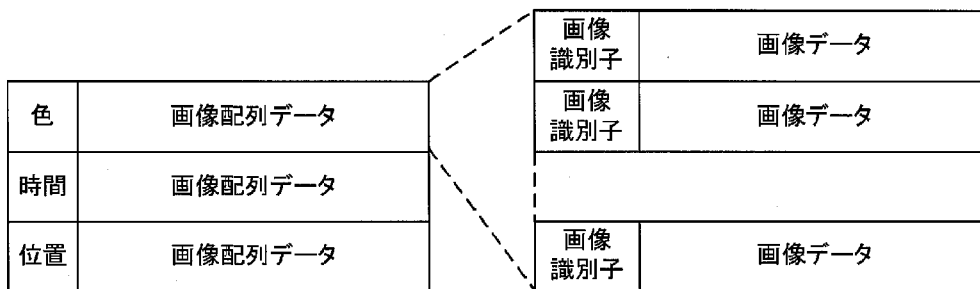 色
画像配列データ
時間
画像配列データ
位置
画像配列データ
画像
識別子
画像データ
画像
識別子
画像データ
画像
識別子
画像データ